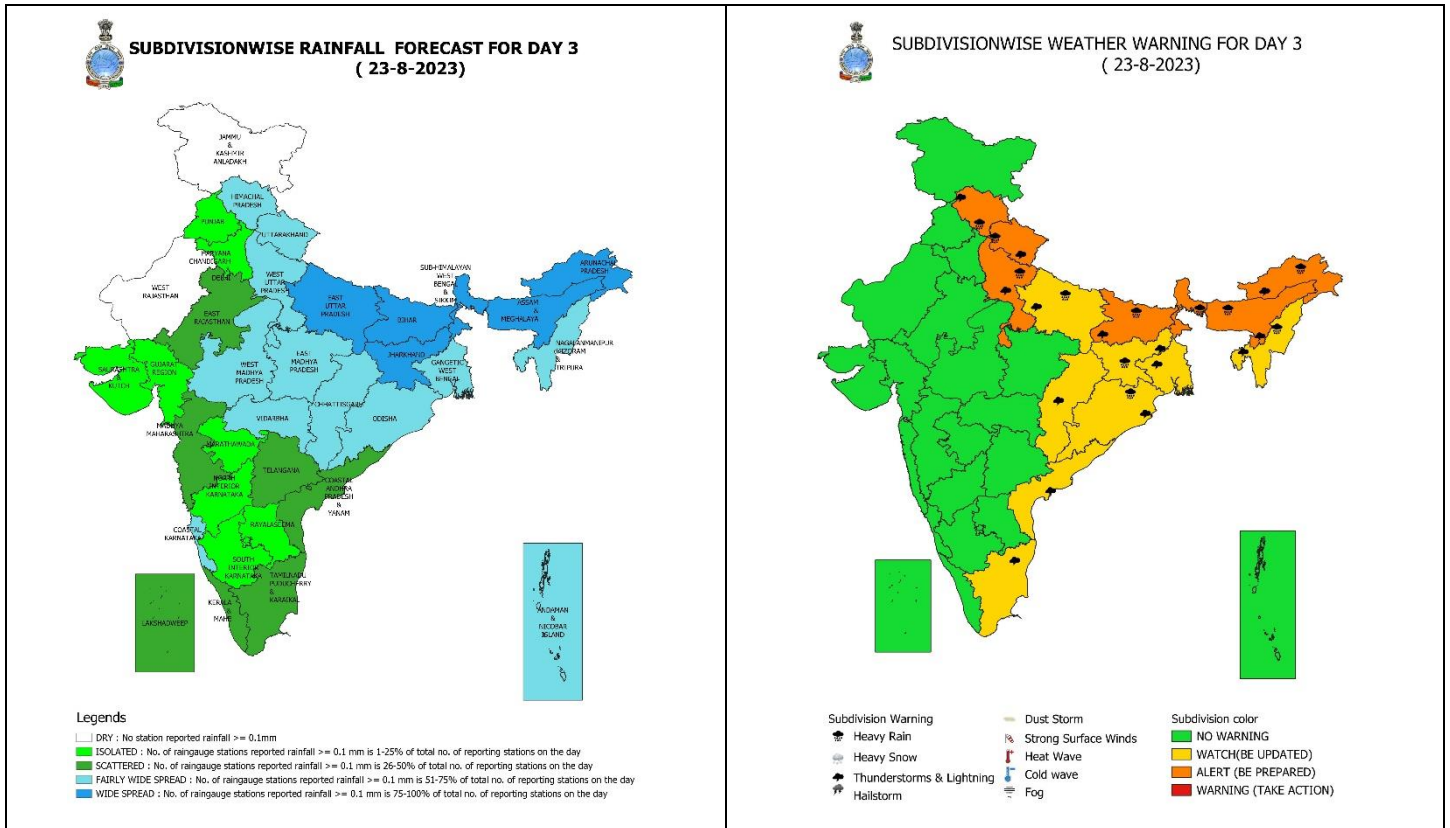 SUBDIVISIONWISE RAINFALL FORECAST FOR DAY 3
( 23-8-2023)
JAMMU
&
KASHMIR
ANLADAKH
HIMACHAL
PRADESH
PUNJAB
UTTARAKHAND
HARYANA
CHANDIGARH
DELHI
WEST
UTTAR
PRADESH
WEST
RAJASTHAN
EAST
RAJASTHAN
EAST
UTTAR
PRADESH
SUB-HIMALAYAN
WEST
BENGAL
&
SIKKIM
ARUNACHAL
PRADESH
ASSAM
&
MEGHALAYA
BIHAR
JHARKHAND
NAGALANMANIPUR
MIZORAM
&
TRIPURA
GANGETIC
WEST
BENGAL
SAURASHTRA
&
KUTCH
GUJARAT
REGION
WEST
MADHYA
PRADESH
EAST
MADHYA
PRADESH
CHHATTISGARH
ODISHA
VIDARBHA
MADHYA
MAHARASHTRA
MARATHAWADA
TELANGANA
INTERIOR
KARNATAKA
COASTAL
ANDHRA
PRADESH
&
YANAM
COASTAL
KARNATAKA
RAYALASEEMA
SOUTH
INTERIOR
KARNATAKA
TAMILNADU
PUDUCHERRY
&
KARAIKAL
KERALA
&
MAHE
LAKSHADWEEP
ANDAMAN
&
NICOBAR
ISLAND
Legends
DRY : No station reported rainfall >= 0.1mm
ISOLATED : No. of raingauge stations reported rainfall >= 0.1 mm is 1-25% of total no. of reporting stations on the day
SCATTERED : No. of raingauge stations reported rainfall >= 0.1 mm is 26-50% of total no. of reporting stations on the day
FAIRLY WIDE SPREAD : No. of raingauge stations reported rainfall >= 0.1 mm is 51-75% of total no. of reporting stations on the day
WIDE SPREAD : No. of raingauge stations reported rainfall >= 0.1 mm is 75-100% of total no. of reporting stations on the day
SUBDIVISIONWISE WEATHER WARNING FOR DAY 3
( 23-8-2023)
Subdivision Warning
Heavy Rain
Heavy Snow
Thunderstorms & Lightning
Hailstorm
Dust Storm
Strong Surface Winds
Heat Wave
Cold wave
Fog
Subdivision color
NO WARNING
WATCH(BE UPDATED)
ALERT (BE PREPARED)
WARNING (TAKE ACTION)